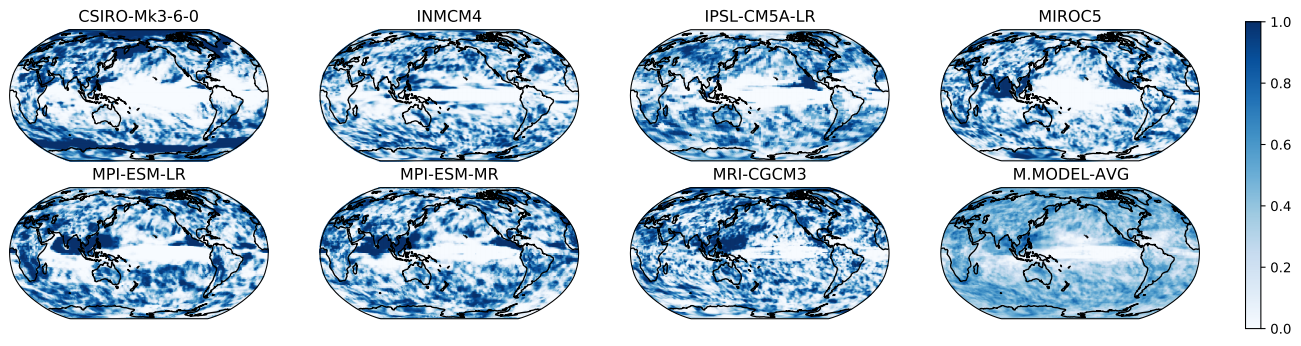 CSIRO-Mk3-6-0
INMCM4
IPSL-CM5A-LR
MIROC5
MPI-ESM-LR
MPI-ESM-MR
MRI-CGCM3
M.MODEL-AVG
1.0
0.8
0.6
0.4
0.2
0.0